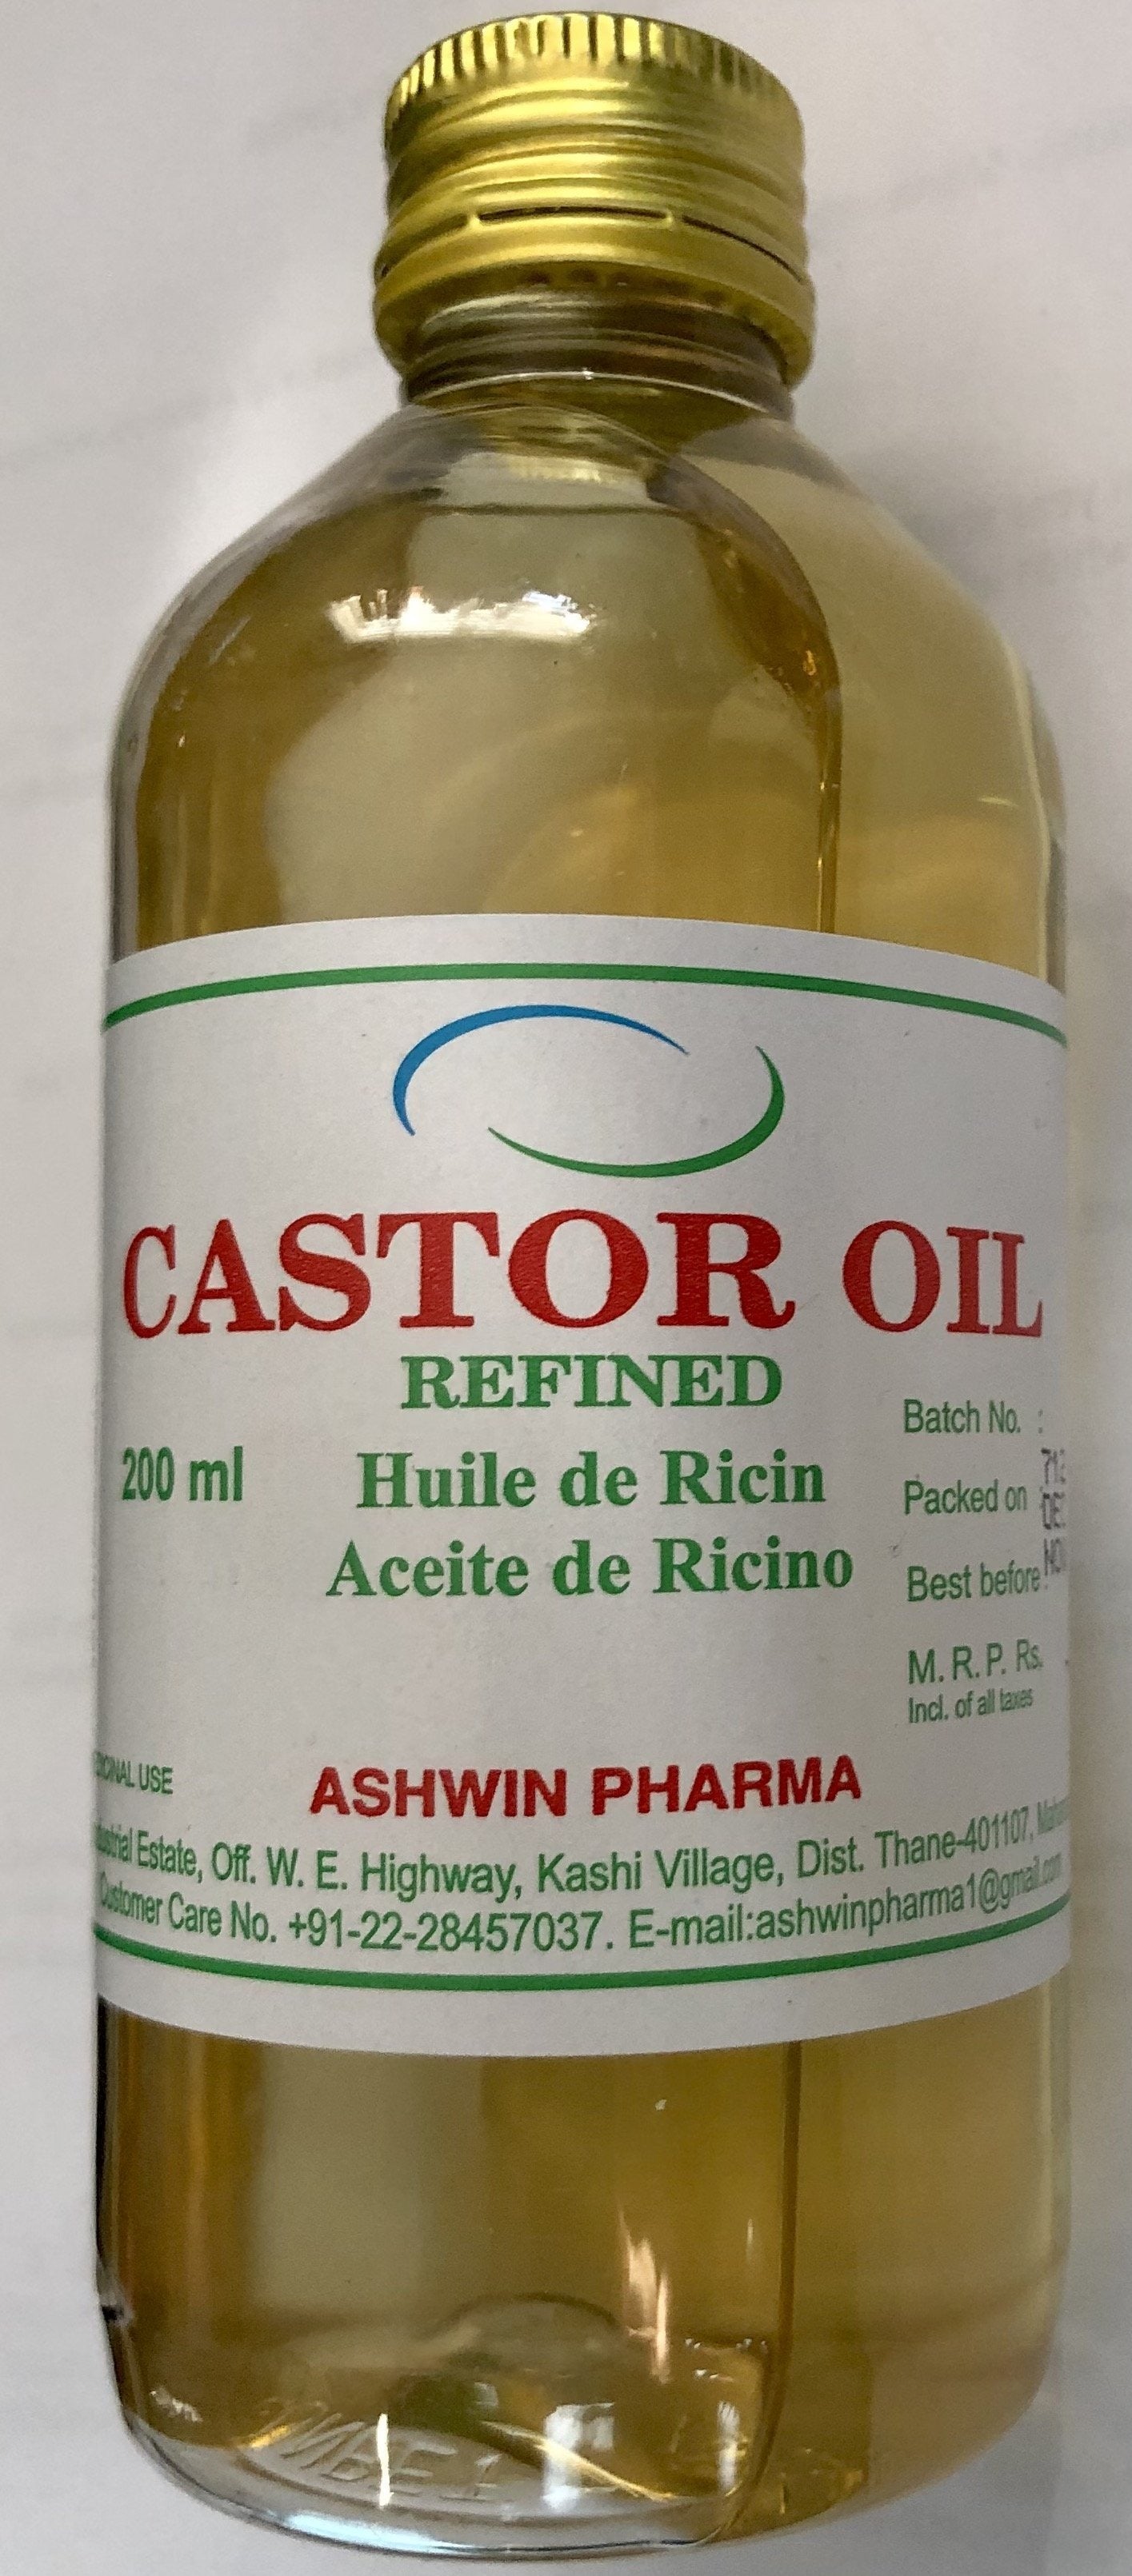 CASTOR OIL
REFINED
200 ml
Huile de Ricin
Aceite de Ricino
Batch No. :
Packed on
Best before
M. R. P. Rs.
Incl. of all taxes
USE
ASHWIN PHARMA
Estate, Off. W. E. Highway, Kashi Village, Dist. Thane-401107,
Customer Care No. +91-22-28457037. E-mail:ashwinpharma1@gmail.com